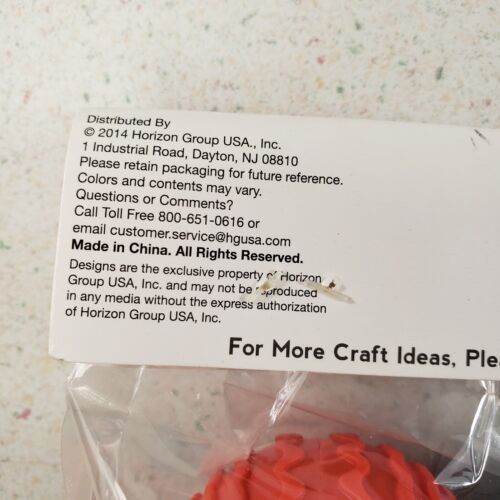 Distributed By
© 2014 Horizon Group USA., Inc.
1 Industrial Road, Dayton, NJ 08810
Please retain packaging for future reference.
Colors and contents may vary.
Questions or Comments?
Call Toll Free 800-651-0616 or
email customer.service@hgusa.com
Made in China. All Rights Reserved.
Designs are the exclusive property of Horizon
Group USA, Inc. and may not be reproduced
in any media without the express authorization
of Horizon Group USA, Inc.
For More Craft Ideas,